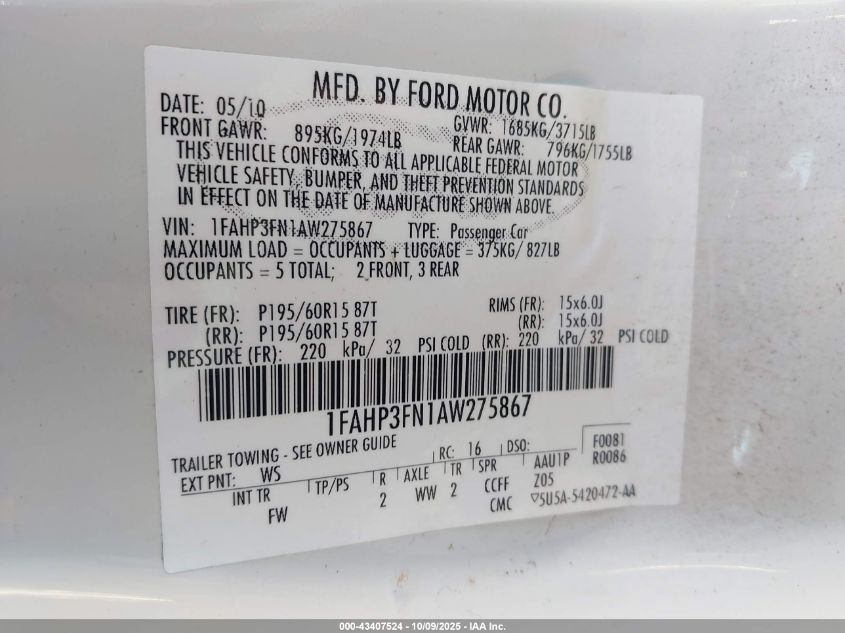 MFD. BY FORD MOTOR CO.
DATE: 05/10 GVWR: 1685KG/3715LB
FRONT GAWR: 895KG/1974LB REAR GAWR: 796KG/1755LB
THIS VEHICLE CONFORMS TO ALL APPLICABLE FEDERAL MOTOR
VEHICLE SAFETY, BUMPER, AND THEFT PREVENTION STANDARDS
IN EFFECT ON THE DATE OF MANUFACTURE SHOWN ABOVE.
VIN: 1FAHP3FN1AW275867 TYPE: Passenger Car
MAXIMUM LOAD = OCCUPANTS + LUGGAGE = 375KG/ 827LB
OCCUPANTS = 5 TOTAL; 2 FRONT, 3 REAR
TIRE (FR): P195/60R15 87T RIMS (FR): 15x6.0J
(RR): P195/60R15 87T (RR): 15x6.0J
PRESSURE (FR): 220 kPa/ 32 PSI COLD (RR): 220 kPa/ 32 PSI COLD
1FAHP3FN1AW275867
TRAILER TOWING - SEE OWNER GUIDE RC: 16 DSO: F0081
EXT PNT: WS R0086
INT TR TP/PS R AXLE TR SPR AAU1P
FW 2 WW 2 CCFF Z05
CMC ▽5U5A-5420472-AA
000-43407524 - 10/09/2025 - IAA Inc.